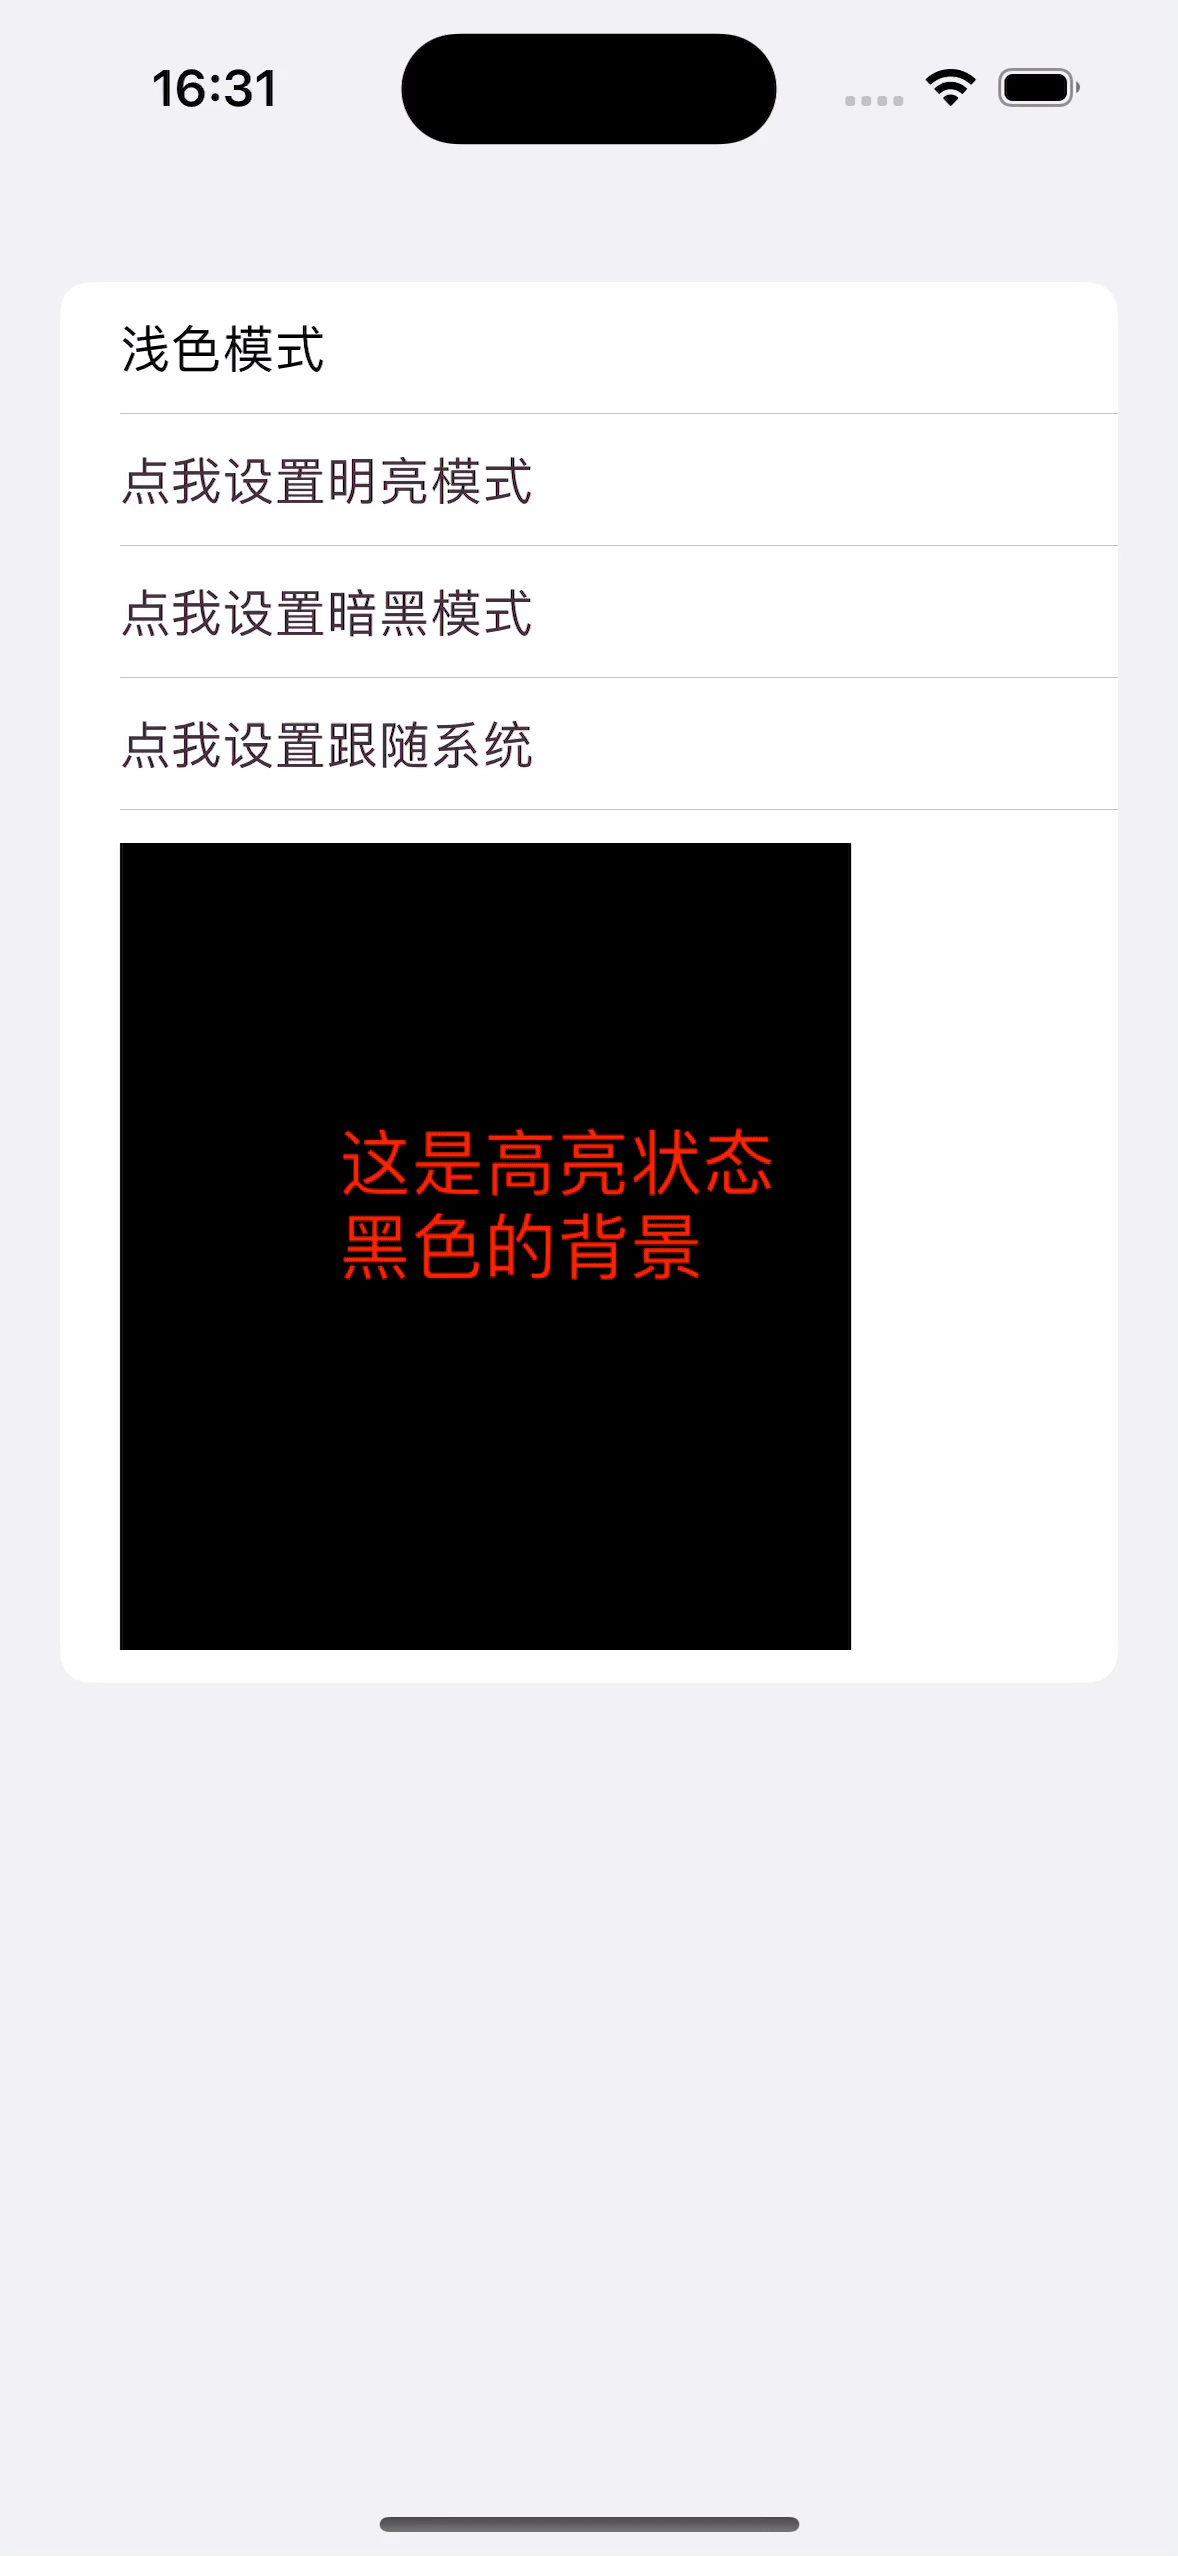 16:31
浅色模式
点我设置明亮模式
点我设置暗黑模式
点我设置跟随系统
这是高亮状态
黑色的背景